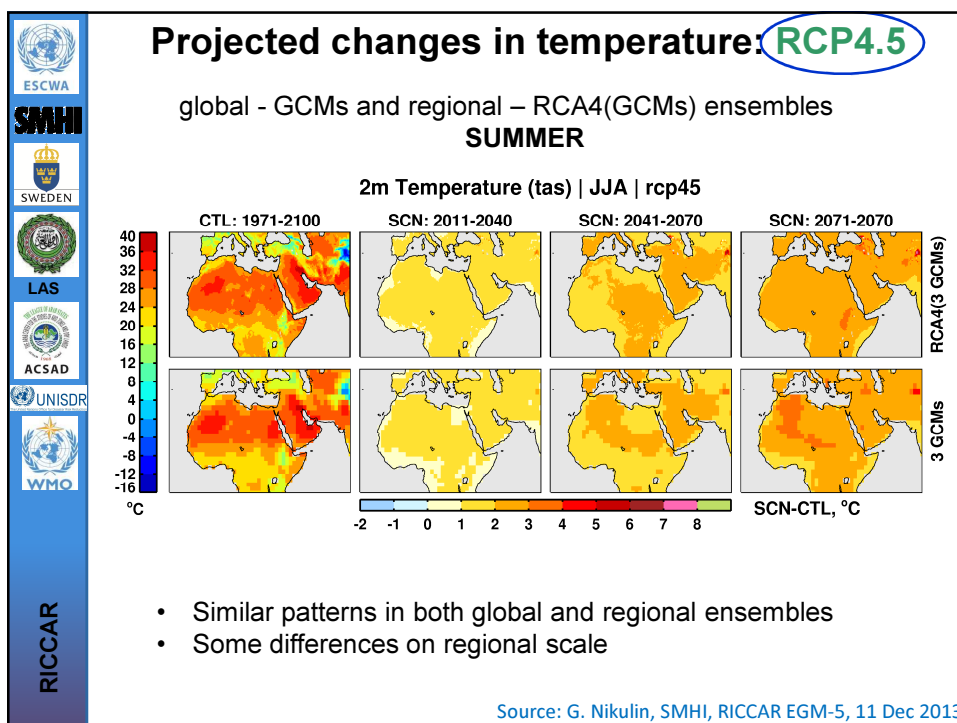 Projected changes in temperature: RCP4.5
global - GCMs and regional – RCA4(GCMs) ensembles
SUMMER
2m Temperature (tas) | JJA | rcp45
CTL: 1971-2100
SCN: 2011-2040
SCN: 2041-2070
SCN: 2071-2070
40
36
32
28
24
20
16
12
8
4
0
-4
-8
-12
-16
°C
RCA4(3 GCMs)
3 GCMs
-2 -1 0 1 2 3 4 5 6 7 8
SCN-CTL, °C
• Similar patterns in both global and regional ensembles
• Some differences on regional scale
Source: G. Nikulin, SMHI, RICCAR EGM-5, 11 Dec 2013
ESCWA
SMHI
SWEDEN
LAS
ACSAD
UNISDR
WMO
RICCAR